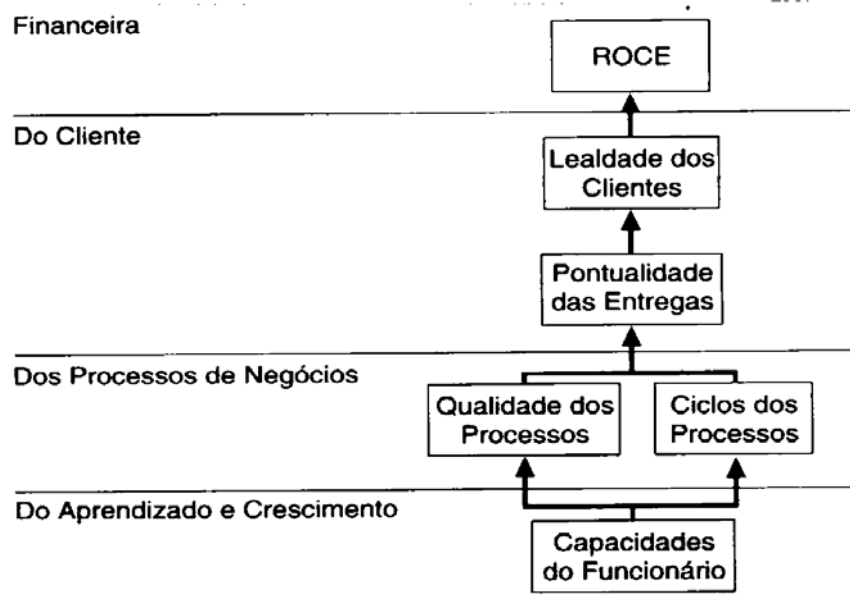 Financeira
ROCE
Do Cliente
Lealdade dos
Clientes
Pontualidade
das Entregas
Dos Processos de Negócios
Qualidade dos
Processos
Ciclos dos
Processos
Do Aprendizado e Crescimento
Capacidades
do Funcionário